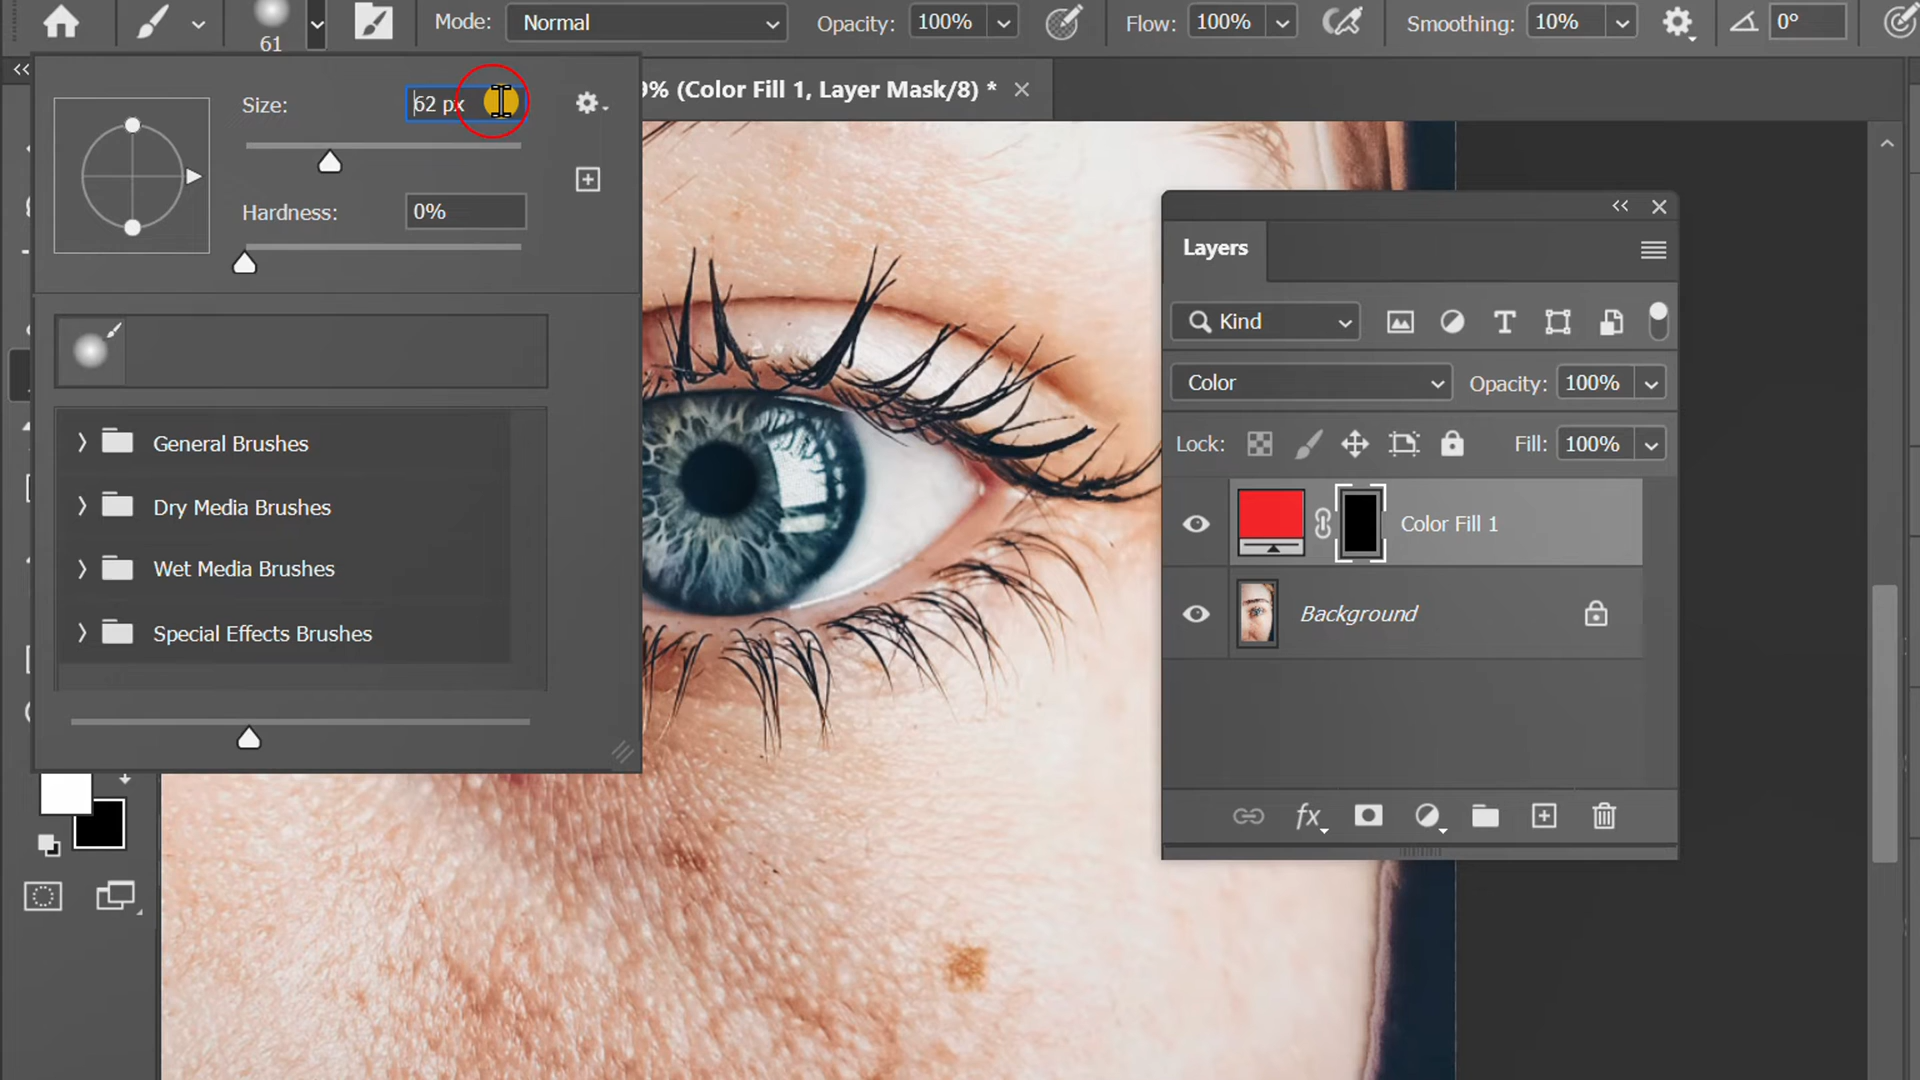 61
Mode: Normal Opacity: 100% Flow: 100% Smoothing: 10% 0°
Size: 62 px
9% (Color Fill 1, Layer Mask/8) *
Hardness: 0%
General Brushes
Dry Media Brushes
Wet Media Brushes
Special Effects Brushes
Layers
Kind
Color Opacity: 100%
Lock: Fill: 100%
Color Fill 1
Background
fx